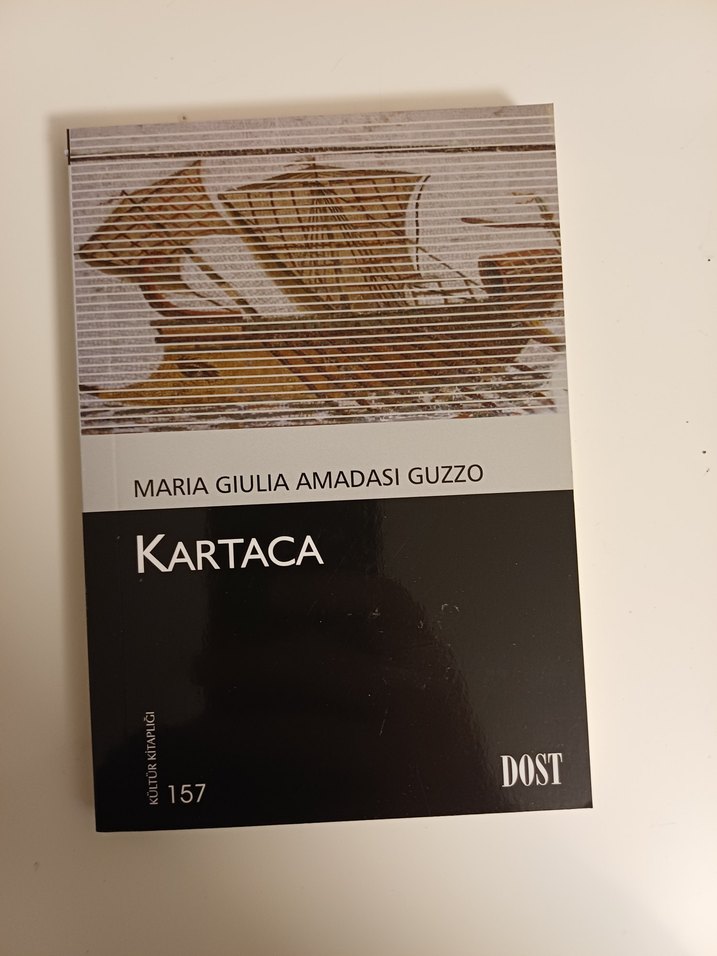 MARIA GIULIA AMADASI GUZZO
KARTACA
KÜLTÜR KİTAPLIĞI 157
DOST